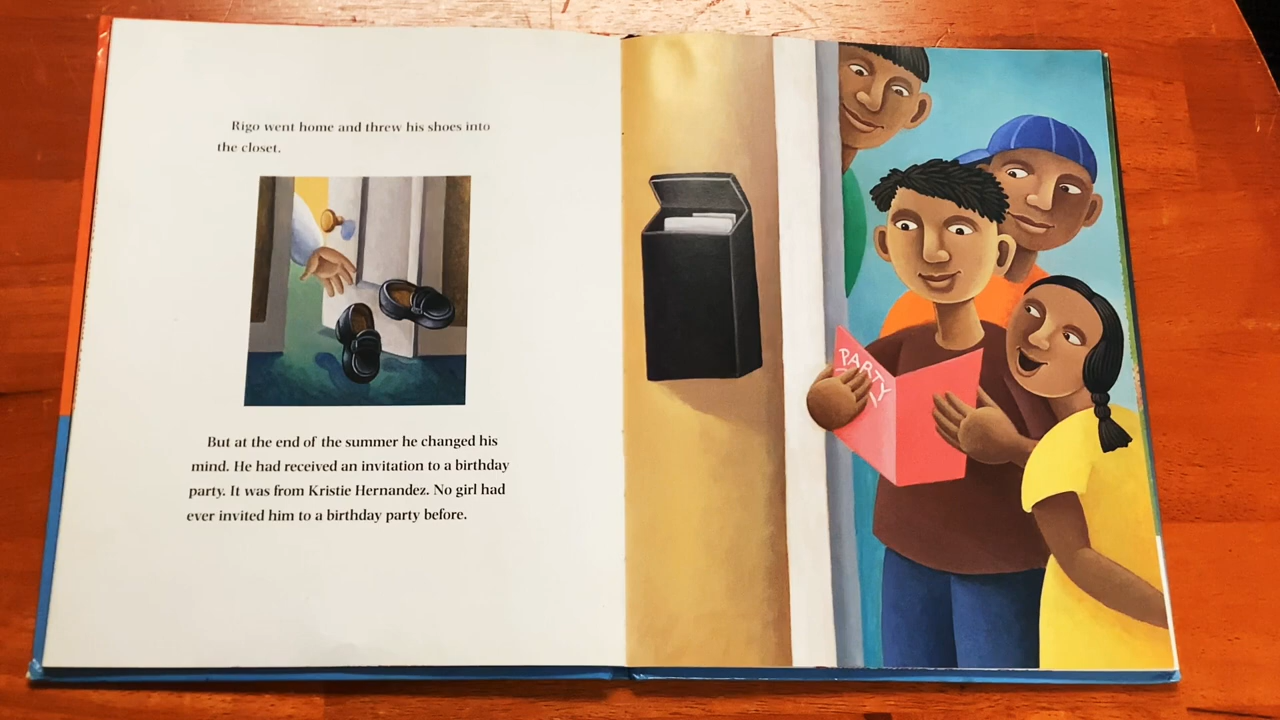 Rigo went home and threw his shoes into
the closet.
But at the end of the summer he changed his
mind. He had received an invitation to a birthday
party. It was from Kristie Hernandez. No girl had
ever invited him to a birthday party before.
PARTY